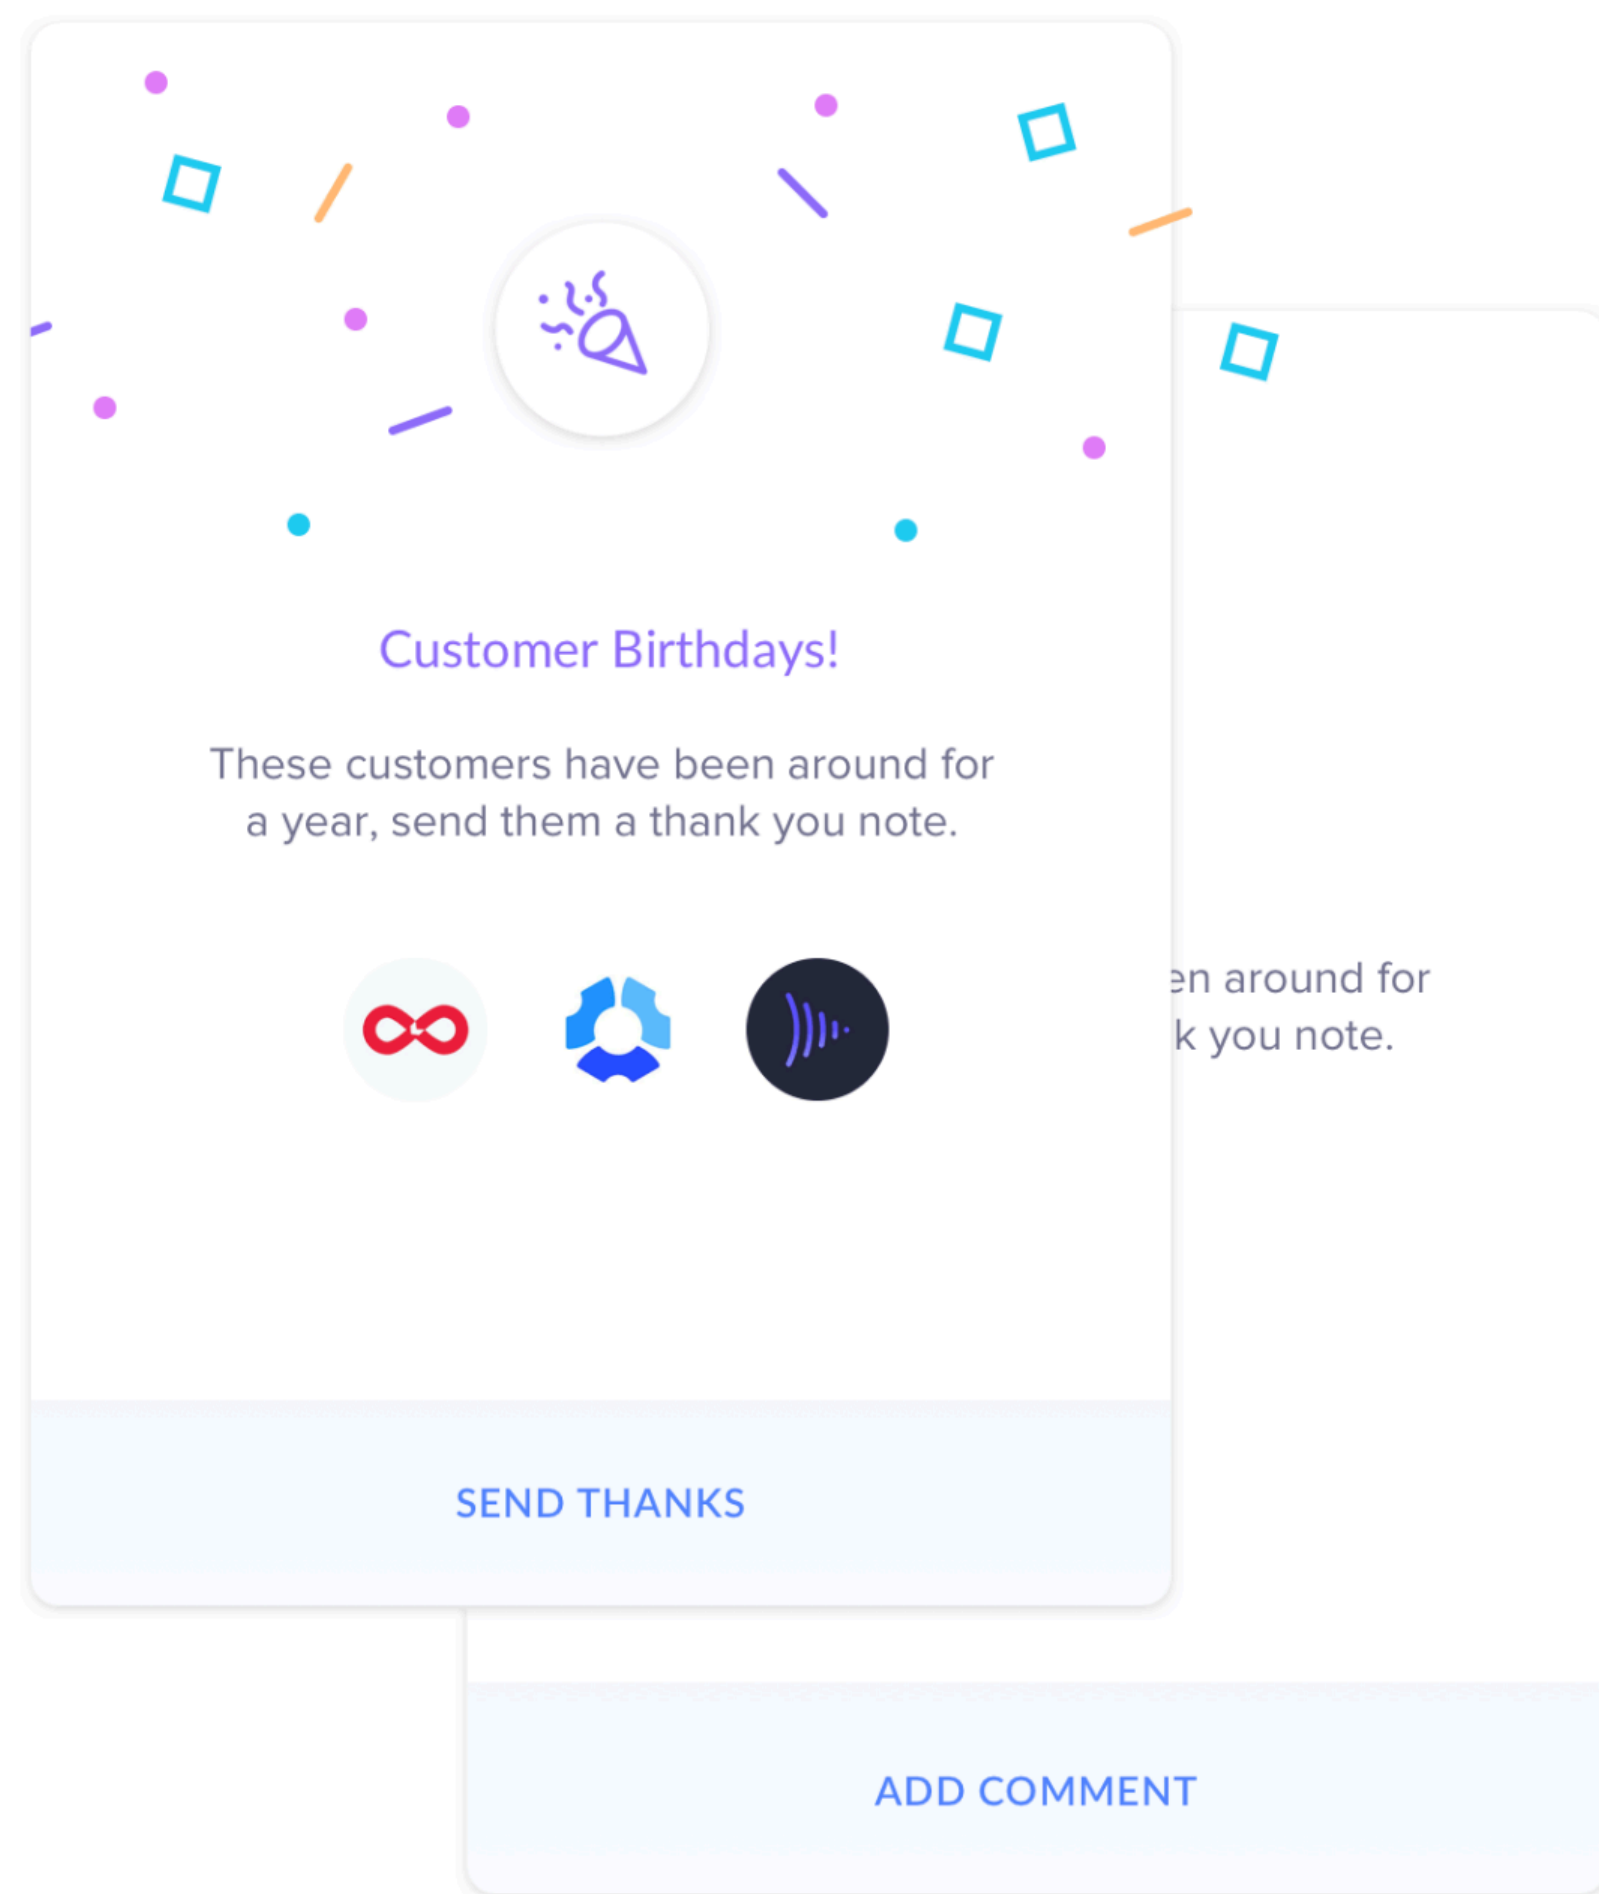 Customer Birthdays!
These customers have been around for
a year, send them a thank you note.
en around for
k you note.
SEND THANKS
ADD COMMENT